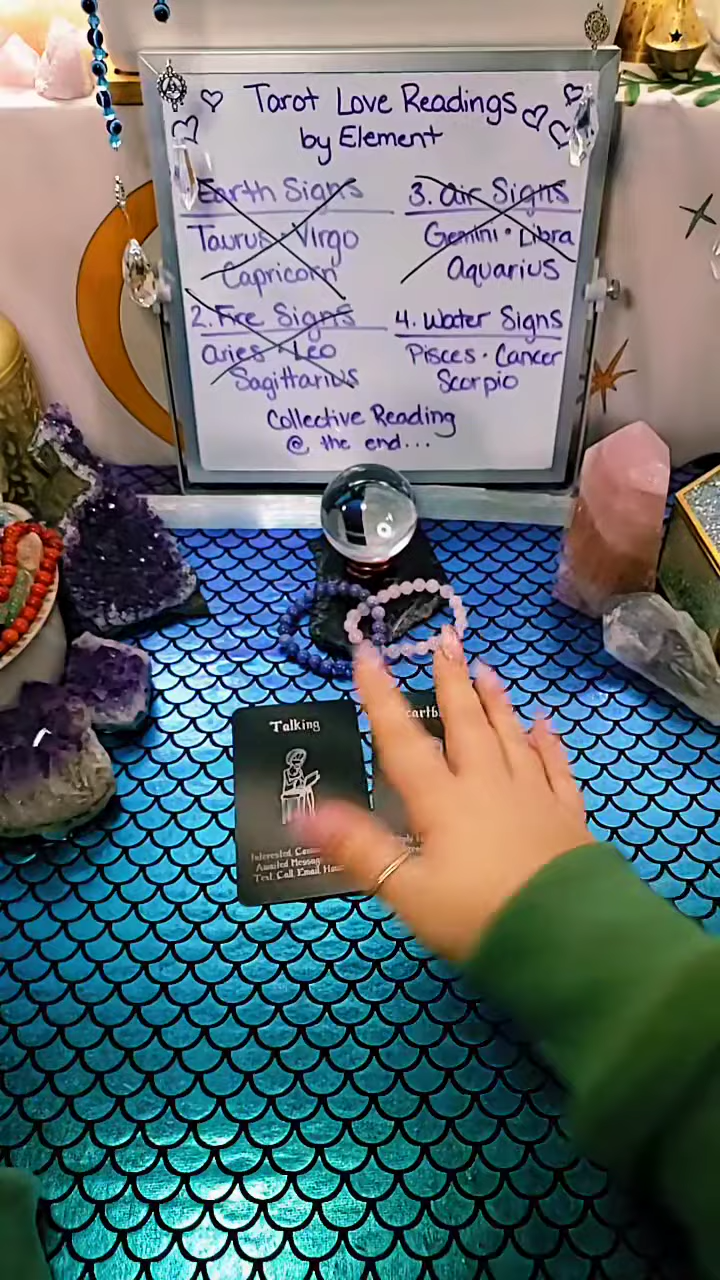 Tarot Love Readings
by Element
Earth Signs
Taurus • Virgo
Capricorn
2. Fire Signs
Aries • Leo
Sagittarius
3. Air Signs
Gemini • Libra
Aquarius
4. Water Signs
Pisces • Cancer
Scorpio
Collective Reading
@ the end...
Talking
Interested,
Awaited
Text, Call, Email,